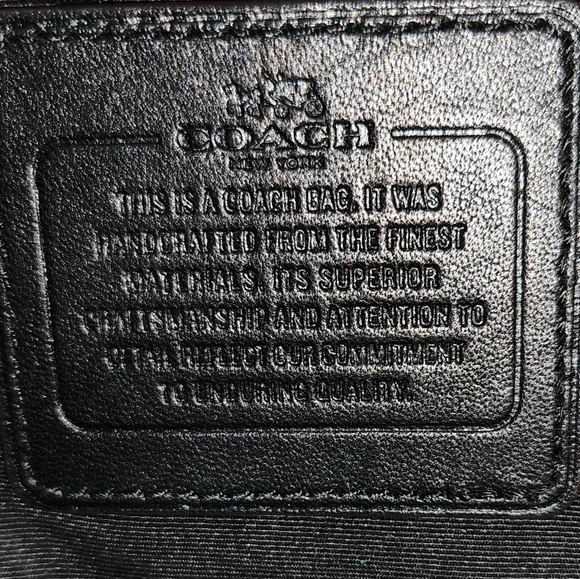 COACH
NEW YORK
THIS IS A COACH BAG. IT WAS
HANDCRAFTED FROM THE FINEST
MATERIALS. ITS SUPERIOR
CRAFTSMANSHIP AND ATTENTION TO
DETAIL REFLECT OUR COMMITMENT
TO ENDURING QUALITY.